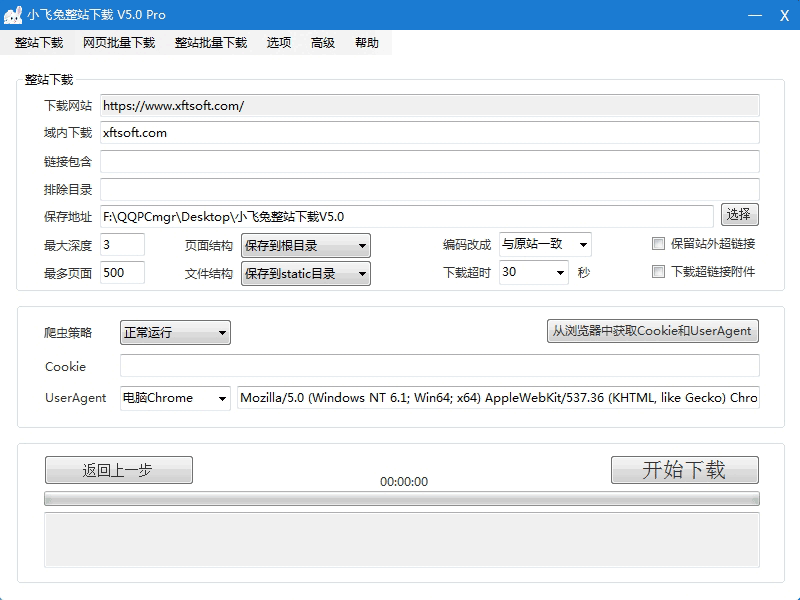 小飞兔整站下载 V5.0 Pro
整站下载 网页批量下载 整站批量下载 选项 高级 帮助
整站下载
下载网站 https://www.xftsoft.com/
域内下载 xftsoft.com
链接包含
排除目录
保存地址 F:\QQPCmgr\Desktop\小飞兔整站下载V5.0 选择
最大深度 3 页面结构 保存到根目录 编码改成 与原站一致 保留站外超链接
最多页面 500 文件结构 保存到static目录 下载超时 30 秒 下载超链接附件
爬虫策略 正常运行 从浏览器中获取Cookie和UserAgent
Cookie
UserAgent 电脑Chrome Mozilla/5.0 (Windows NT 6.1; Win64; x64) AppleWebKit/537.36 (KHTML, like Gecko) Chro
返回上一步 00:00:00 开始下载